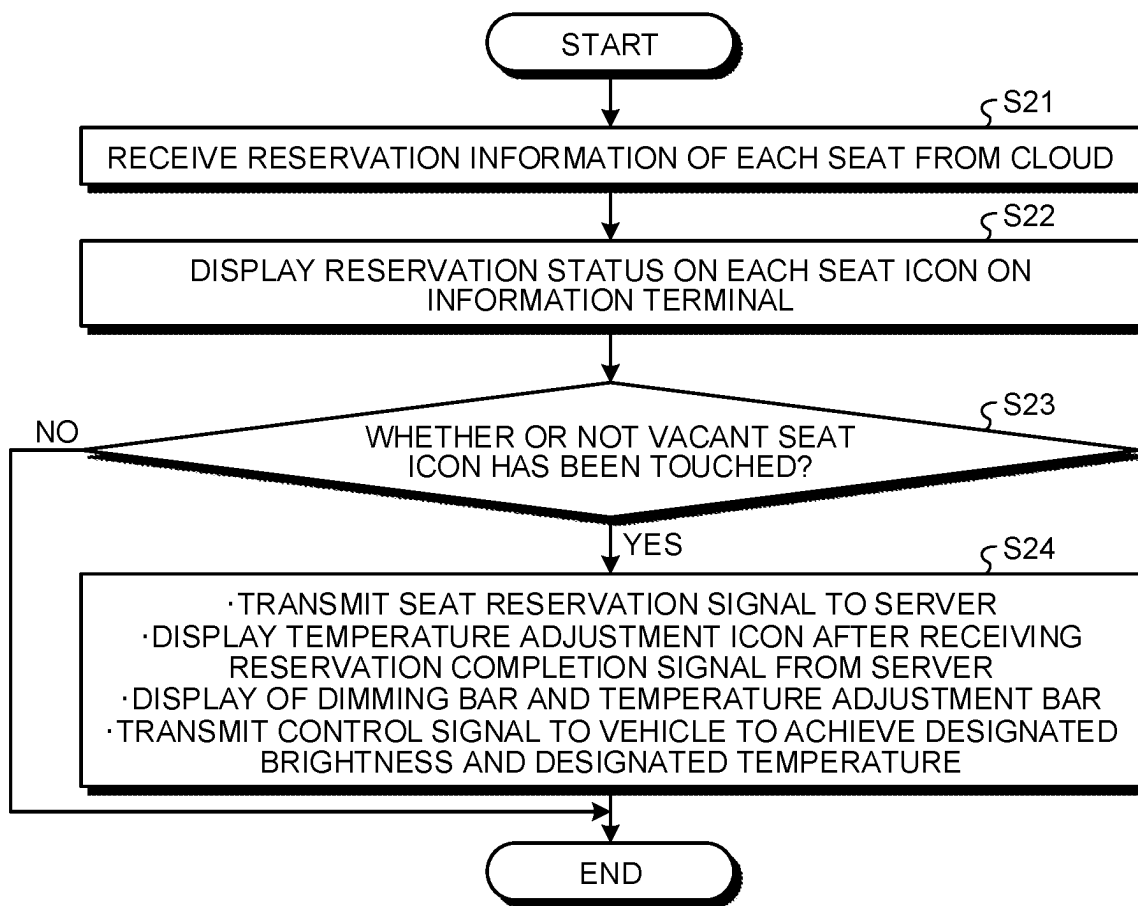 START
S21
RECEIVE RESERVATION INFORMATION OF EACH SEAT FROM CLOUD
S22
DISPLAY RESERVATION STATUS ON EACH SEAT ICON ON
INFORMATION TERMINAL
S23
NO
WHETHER OR NOT VACANT SEAT
ICON HAS BEEN TOUCHED?
YES
S24
·TRANSMIT SEAT RESERVATION SIGNAL TO SERVER
·DISPLAY TEMPERATURE ADJUSTMENT ICON AFTER RECEIVING
RESERVATION COMPLETION SIGNAL FROM SERVER
·DISPLAY OF DIMMING BAR AND TEMPERATURE ADJUSTMENT BAR
·TRANSMIT CONTROL SIGNAL TO VEHICLE TO ACHIEVE DESIGNATED
BRIGHTNESS AND DESIGNATED TEMPERATURE
END